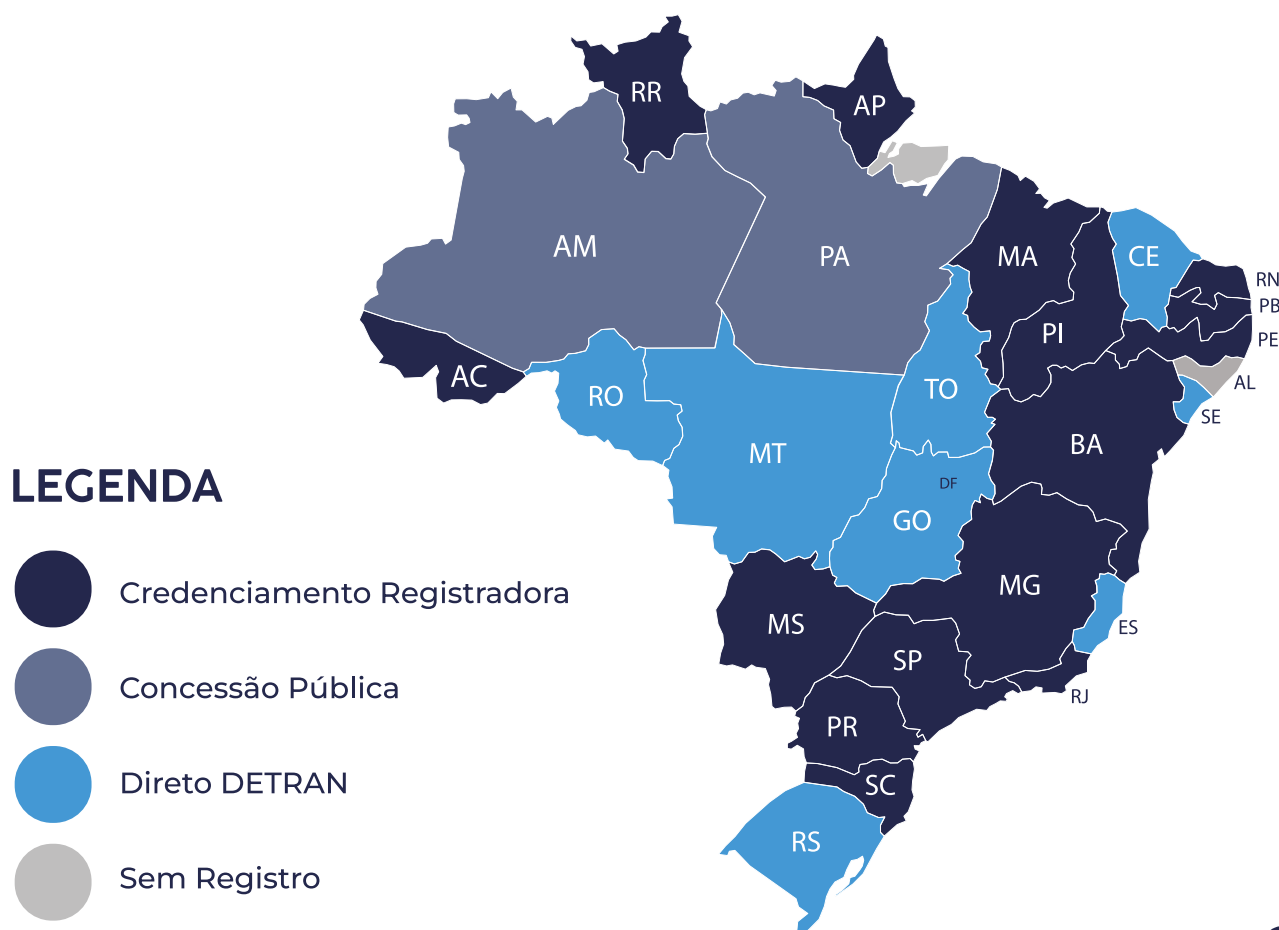 RR
AP
AM
PA
MA
CE
RN
PB
PI
PE
AC
RO
TO
AL
SE
MT
BA
LEGENDA
DF
GO
Credenciamento Registradora
MG
MS
ES
SP
Concessão Pública
RJ
PR
Direto DETRAN
SC
RS
Sem Registro